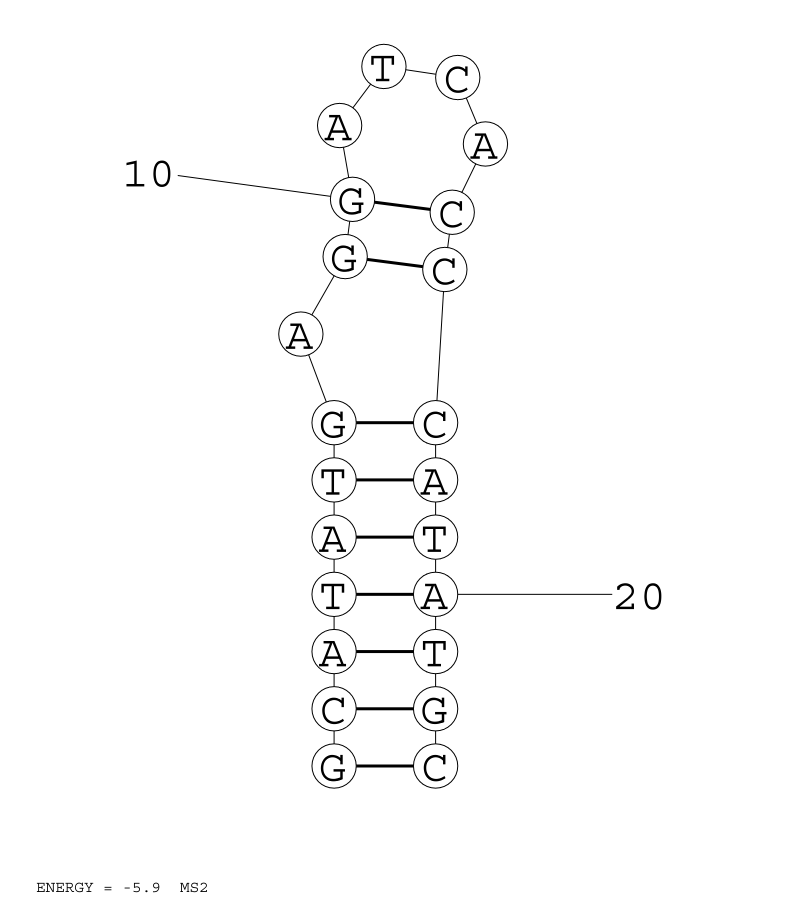 T C
A
A
10 G C
G C
A
G C
T A
A T
T A 20
A T
C G
G C
ENERGY = -5.9 MS2